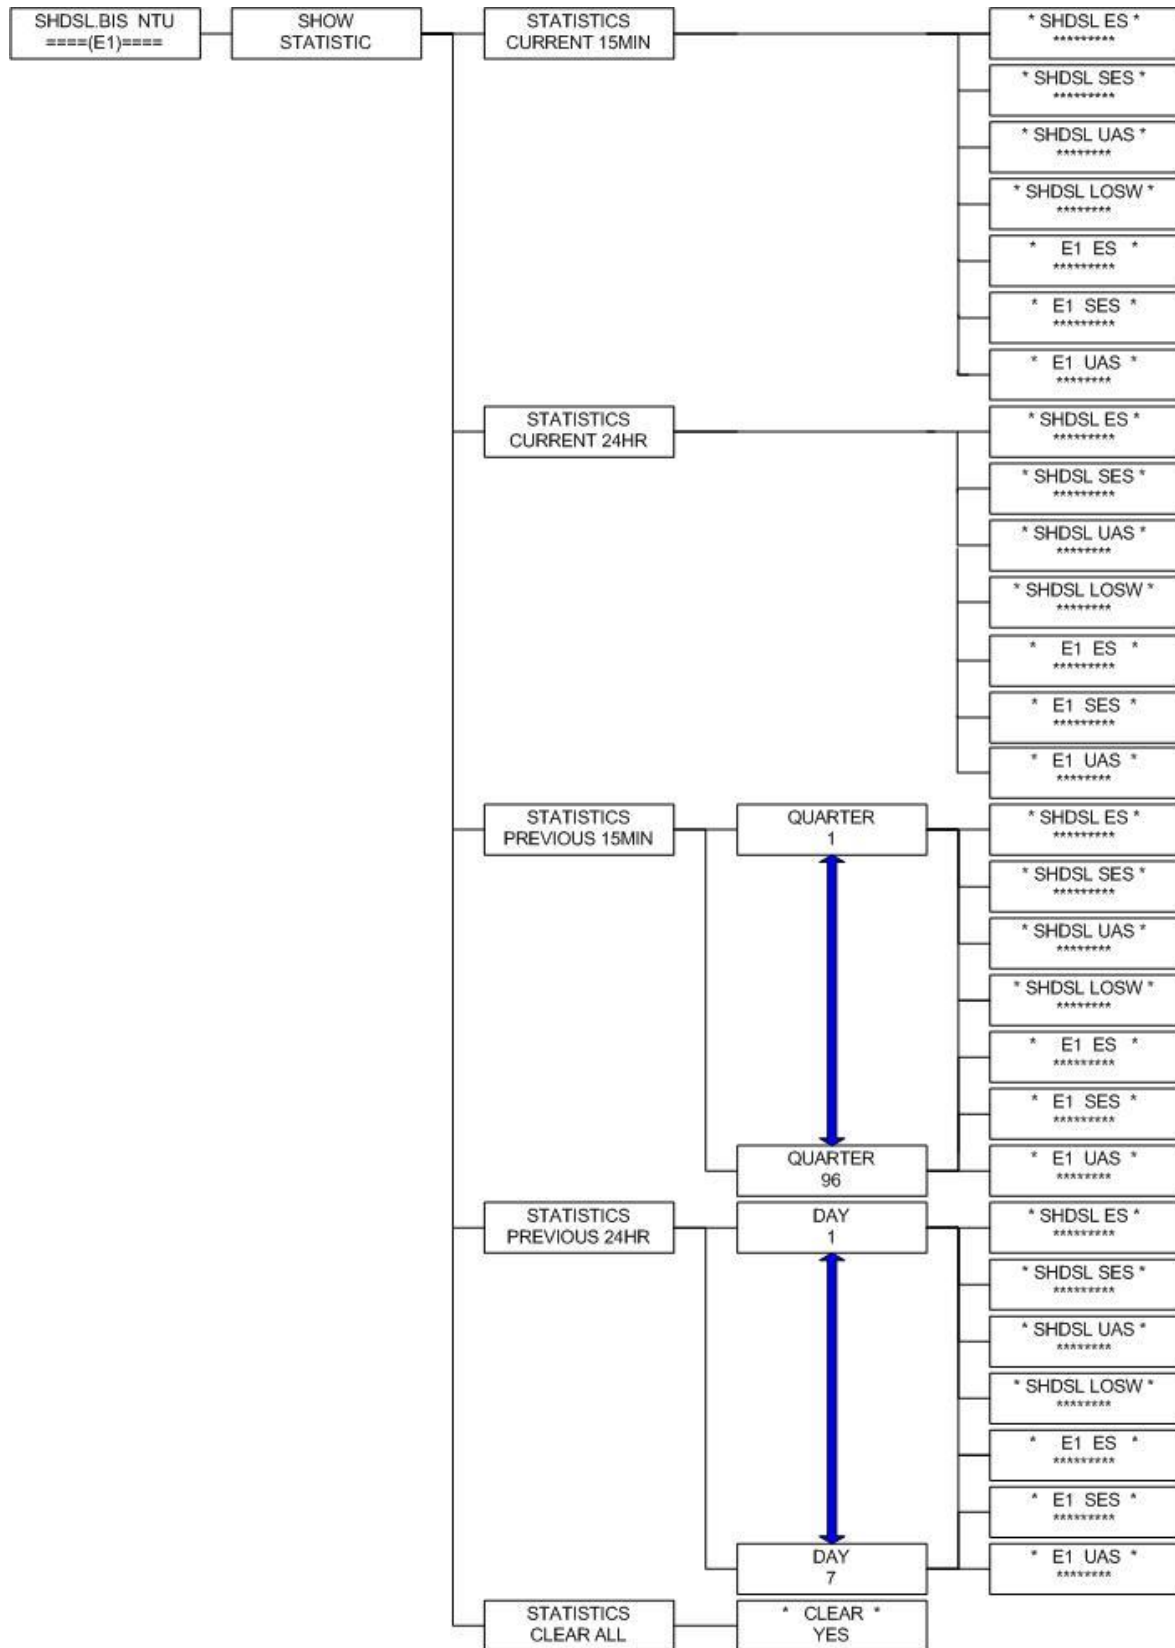 SHDSL.BIS NTU
====(E1)====
SHOW
STATISTIC
STATISTICS
CURRENT 15MIN
* SHDSL ES *
*********
* SHDSL SES *
*********
* SHDSL UAS *
********
* SHDSL LOSW *
********
* E1 ES *
*********
* E1 SES *
*********
* E1 UAS *
********
STATISTICS
CURRENT 24HR
* SHDSL ES *
*********
* SHDSL SES *
*********
* SHDSL UAS *
********
* SHDSL LOSW *
********
* E1 ES *
*********
* E1 SES *
*********
* E1 UAS *
********
STATISTICS
PREVIOUS 15MIN
QUARTER
1
QUARTER
96
* SHDSL ES *
*********
* SHDSL SES *
*********
* SHDSL UAS *
********
* SHDSL LOSW *
********
* E1 ES *
*********
* E1 SES *
*********
* E1 UAS *
********
STATISTICS
PREVIOUS 24HR
DAY
1
DAY
7
* SHDSL ES *
*********
* SHDSL SES *
*********
* SHDSL UAS *
********
* SHDSL LOSW *
********
* E1 ES *
*********
* E1 SES *
*********
* E1 UAS *
********
STATISTICS
CLEAR ALL
* CLEAR *
YES